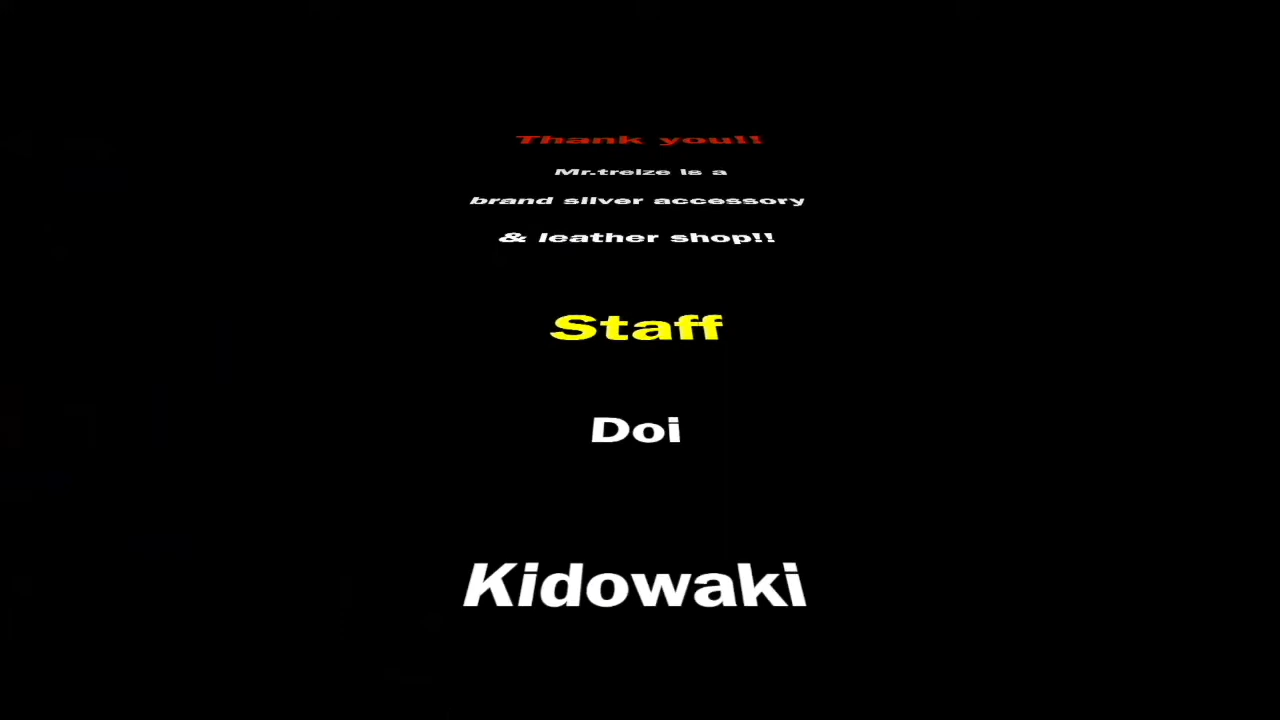 Thank you!!
Mr.treize is a
brand silver accessory
& leather shop!!
Staff
Doi
Kidowaki